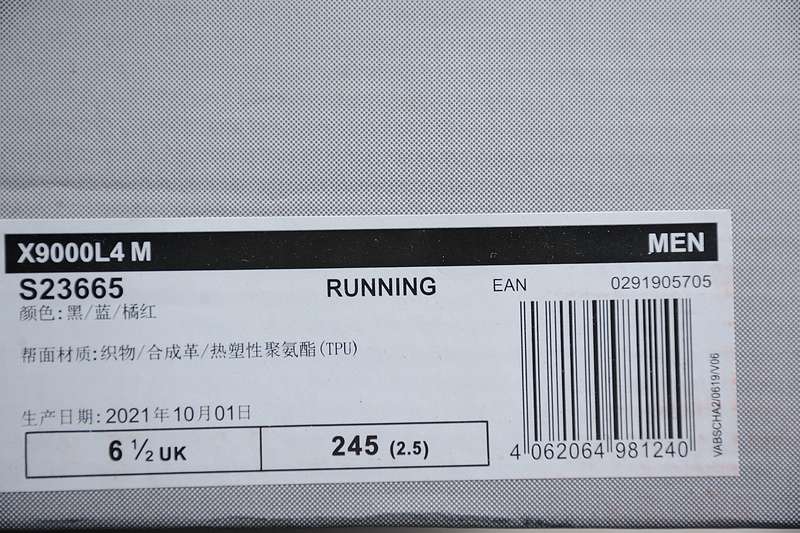 X9000L4 M MEN
S23665 RUNNING EAN 0291905705
颜色:黑/蓝/橘红
帮面材质:织物/合成革/热塑性聚氨酯(TPU)
生产日期:2021年10月01日
6 ½ UK 245 (2.5)
4 062064 981240
VABSCHA2/0619/V06